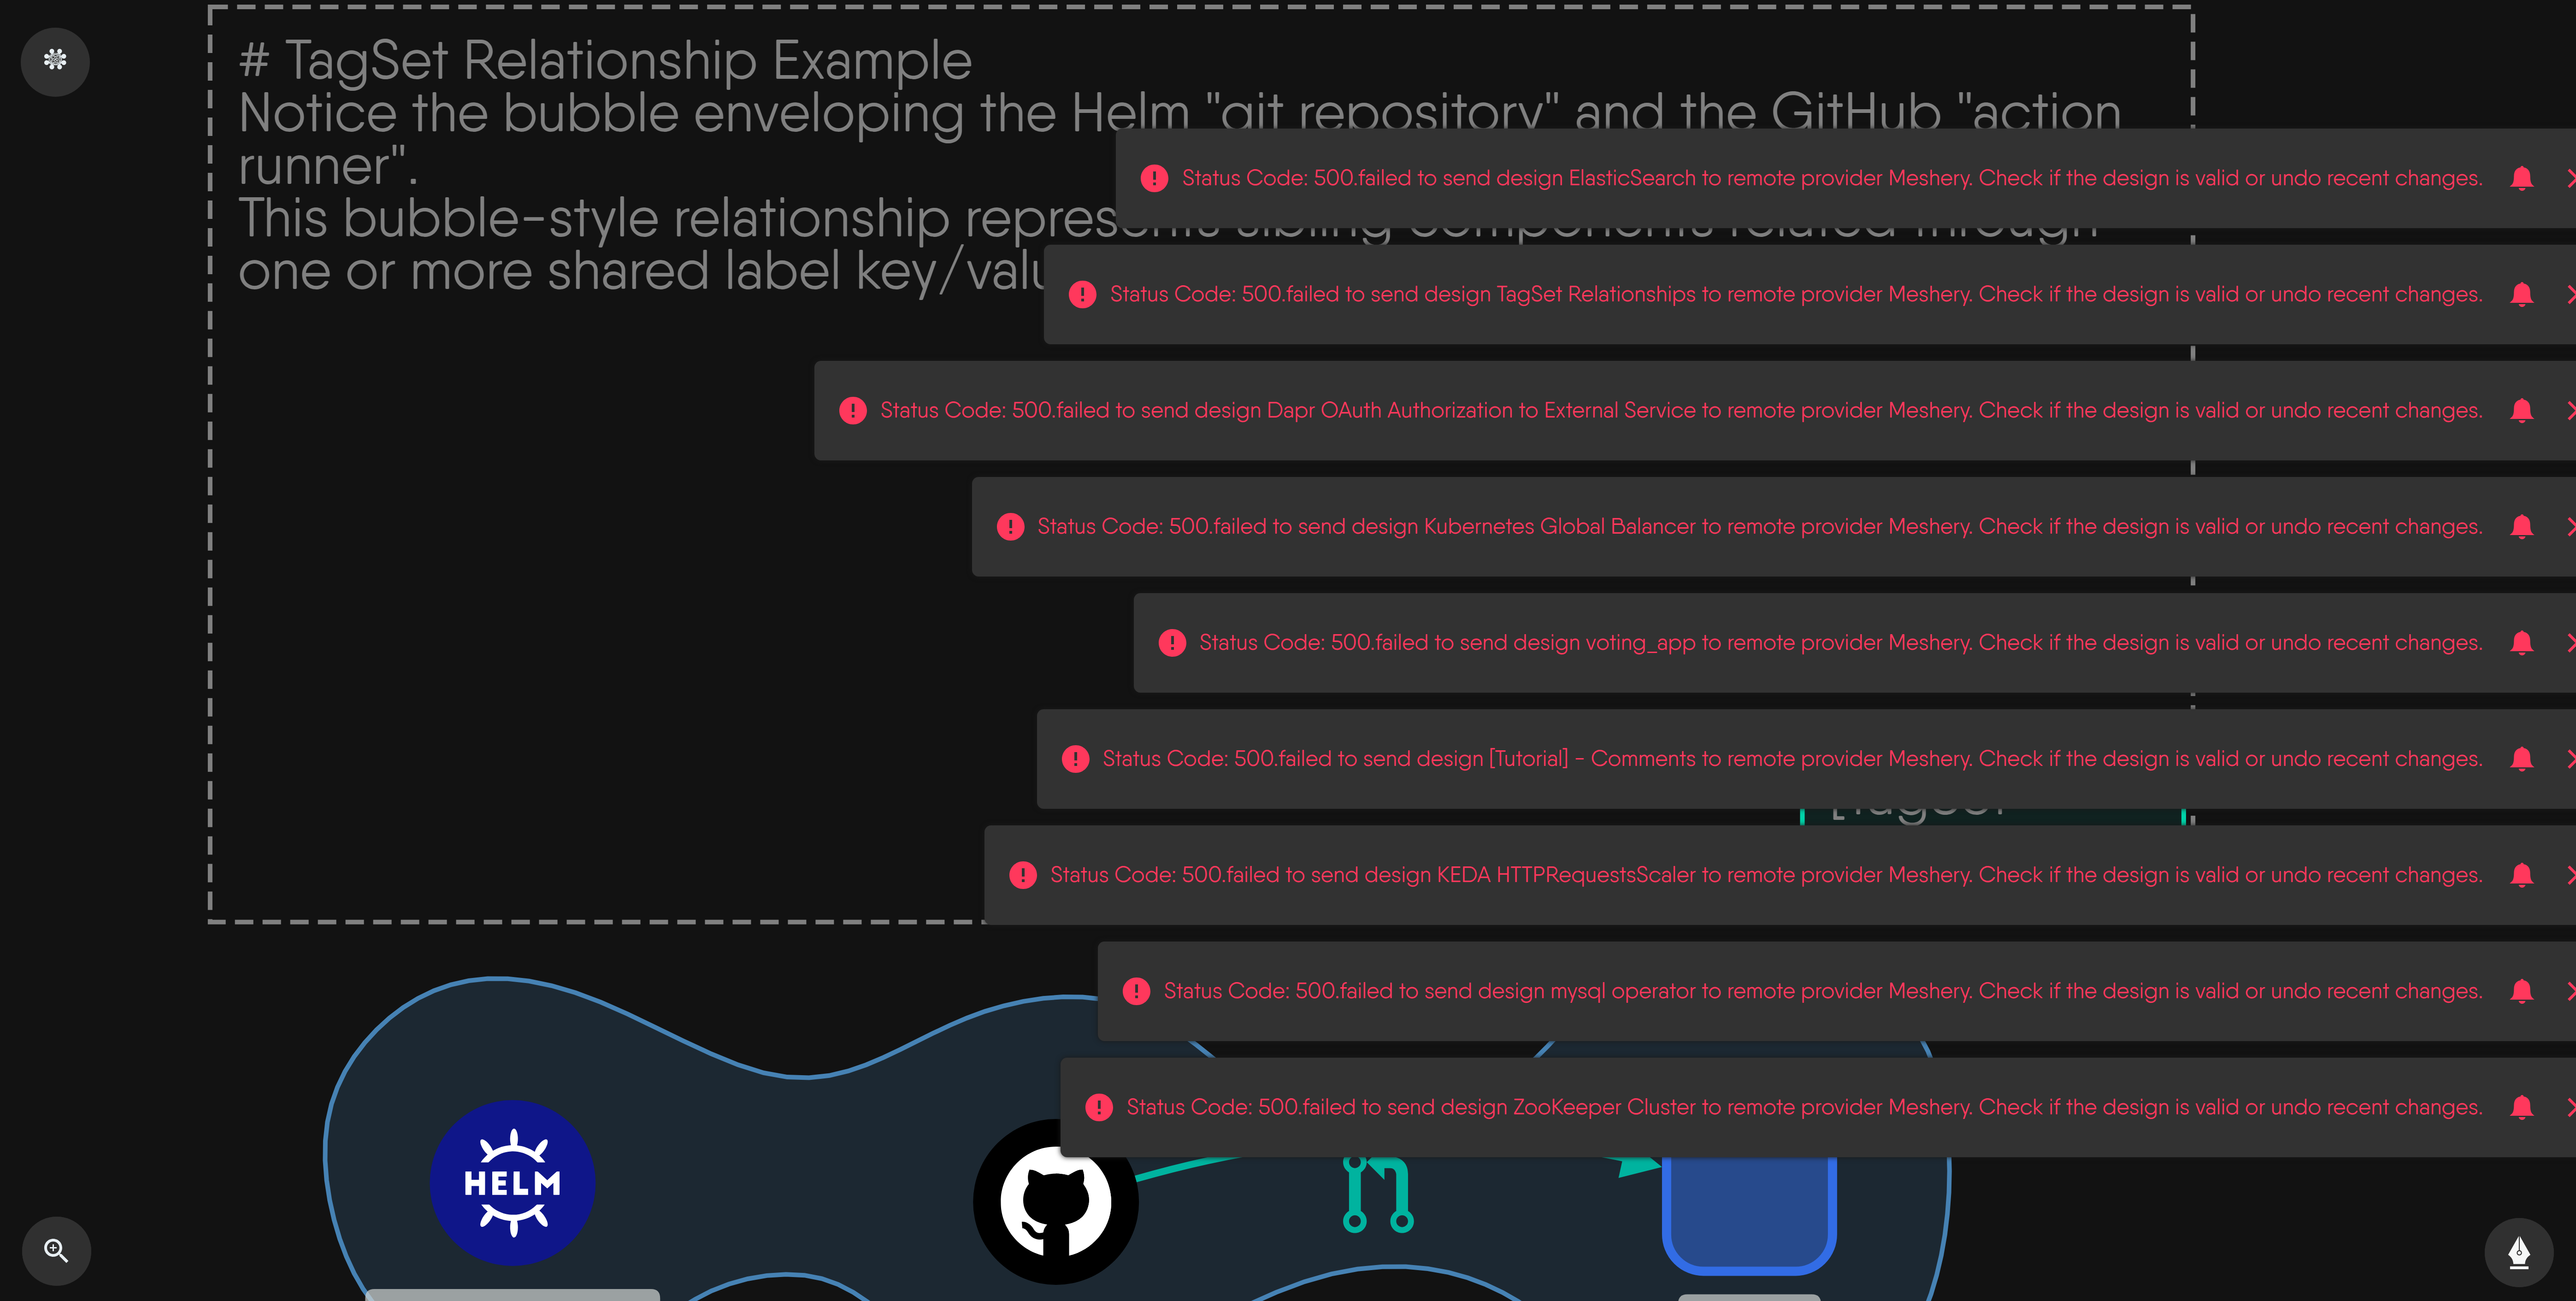 # TagSet Relationship Example
Notice the bubble enveloping the Helm "git repository" and the GitHub "action
runner".
This bubble-style relationship represents sibling components related through
one or more shared label key/valu
Status Code: 500.failed to send design ElasticSearch to remote provider Meshery. Check if the design is valid or undo recent changes.
Status Code: 500.failed to send design TagSet Relationships to remote provider Meshery. Check if the design is valid or undo recent changes.
Status Code: 500.failed to send design Dapr OAuth Authorization to External Service to remote provider Meshery. Check if the design is valid or undo recent changes.
Status Code: 500.failed to send design Kubernetes Global Balancer to remote provider Meshery. Check if the design is valid or undo recent changes.
Status Code: 500.failed to send design voting_app to remote provider Meshery. Check if the design is valid or undo recent changes.
Status Code: 500.failed to send design [Tutorial] - Comments to remote provider Meshery. Check if the design is valid or undo recent changes.
[TagSet
Status Code: 500.failed to send design KEDA HTTPRequestsScaler to remote provider Meshery. Check if the design is valid or undo recent changes.
Status Code: 500.failed to send design mysql operator to remote provider Meshery. Check if the design is valid or undo recent changes.
Status Code: 500.failed to send design ZooKeeper Cluster to remote provider Meshery. Check if the design is valid or undo recent changes.
HELM